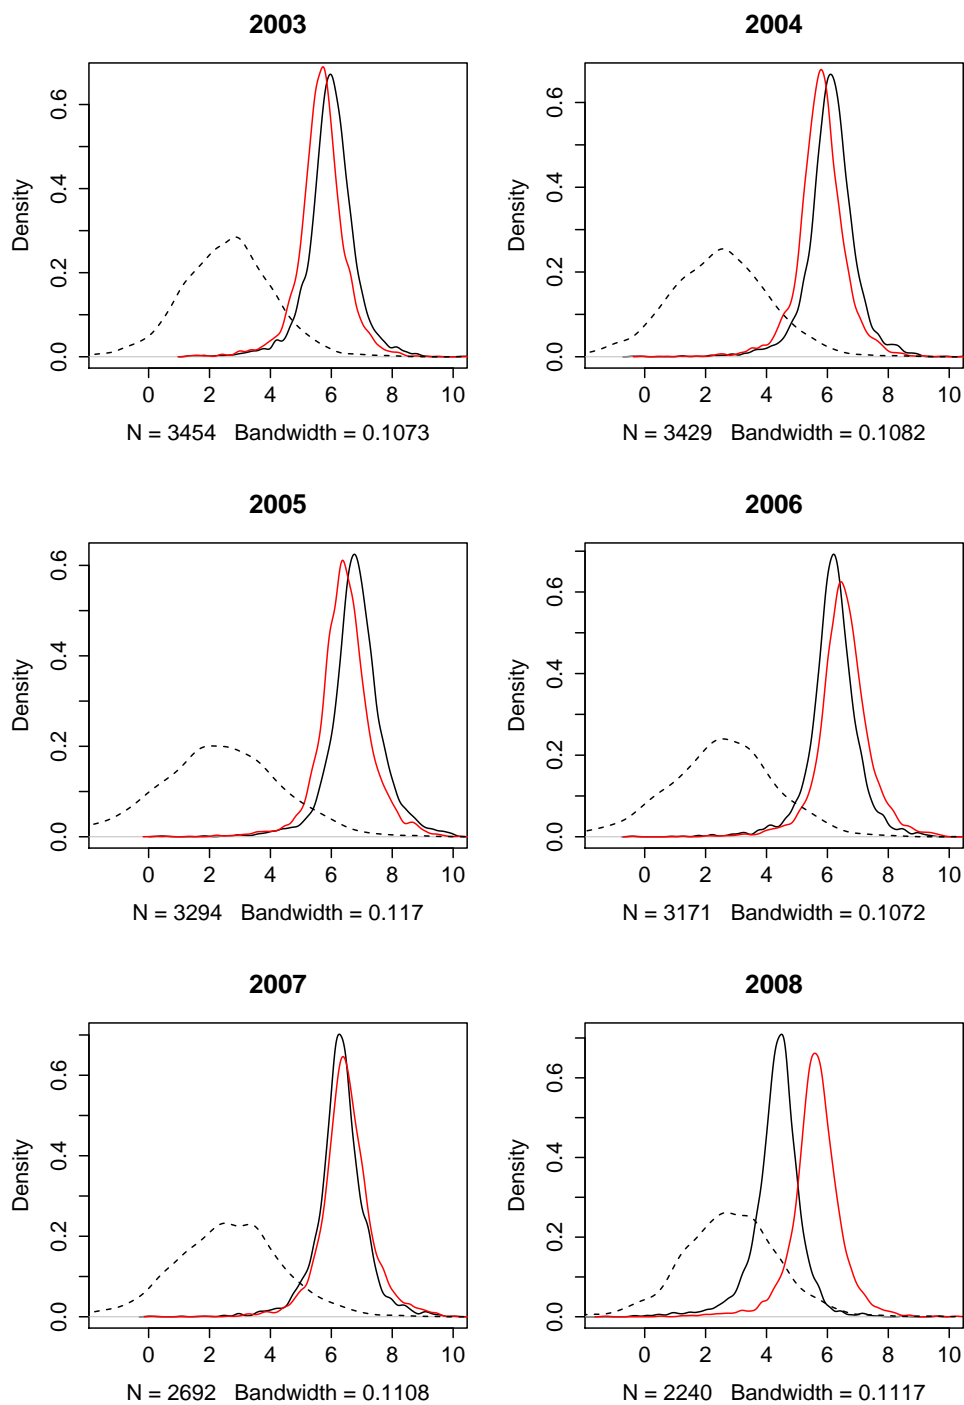 2003
Density
0.0 0.2 0.4 0.6
0 2 4 6 8 10
N = 3454 Bandwidth = 0.1073
2004
Density
0.0 0.2 0.4 0.6
0 2 4 6 8 10
N = 3429 Bandwidth = 0.1082
2005
Density
0.0 0.2 0.4 0.6
0 2 4 6 8 10
N = 3294 Bandwidth = 0.117
2006
Density
0.0 0.2 0.4 0.6
0 2 4 6 8 10
N = 3171 Bandwidth = 0.1072
2007
Density
0.0 0.2 0.4 0.6
0 2 4 6 8 10
N = 2692 Bandwidth = 0.1108
2008
Density
0.0 0.2 0.4 0.6
0 2 4 6 8 10
N = 2240 Bandwidth = 0.1117